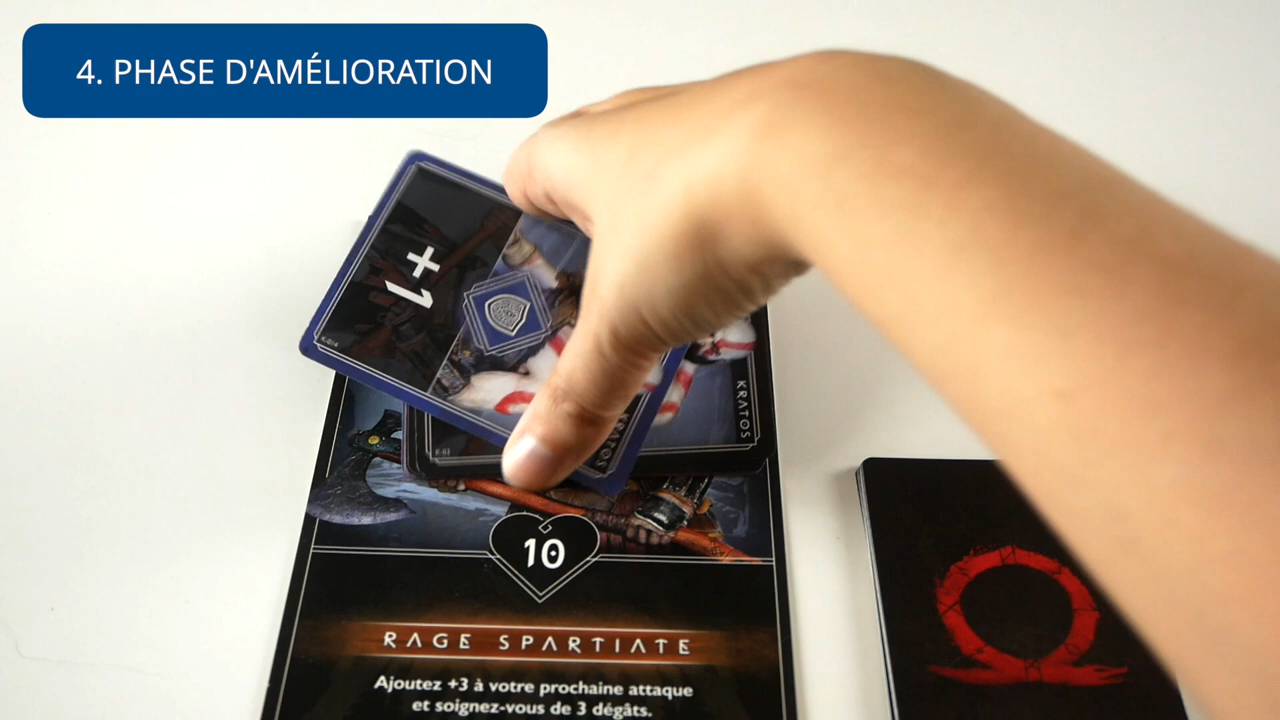 4. PHASE D'AMÉLIORATION
+1
KRATOS
KRATOS
10
RAGE SPARTIATE
Ajoutez +3 à votre prochaine attaque
et soignez-vous de 3 dégâts.